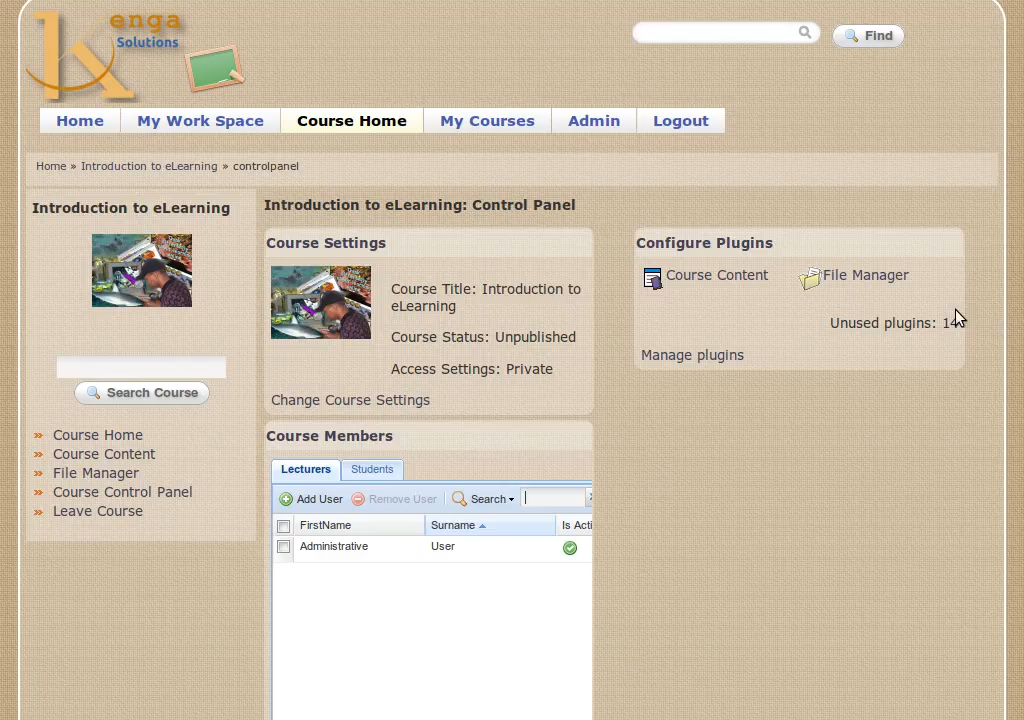 enga
Solutions
Find
Home
My Work Space
Course Home
My Courses
Admin
Logout
Home » Introduction to eLearning » controlpanel
Introduction to eLearning
Search Course
Course Home
Course Content
File Manager
Course Control Panel
Leave Course
Introduction to eLearning: Control Panel
Course Settings
Course Title: Introduction to
eLearning
Course Status: Unpublished
Access Settings: Private
Change Course Settings
Course Members
Lecturers
Students
Add User
Remove User
Search
FirstName
Surname
Is Acti
Administrative
User
Configure Plugins
Course Content
File Manager
Unused plugins:
Manage plugins